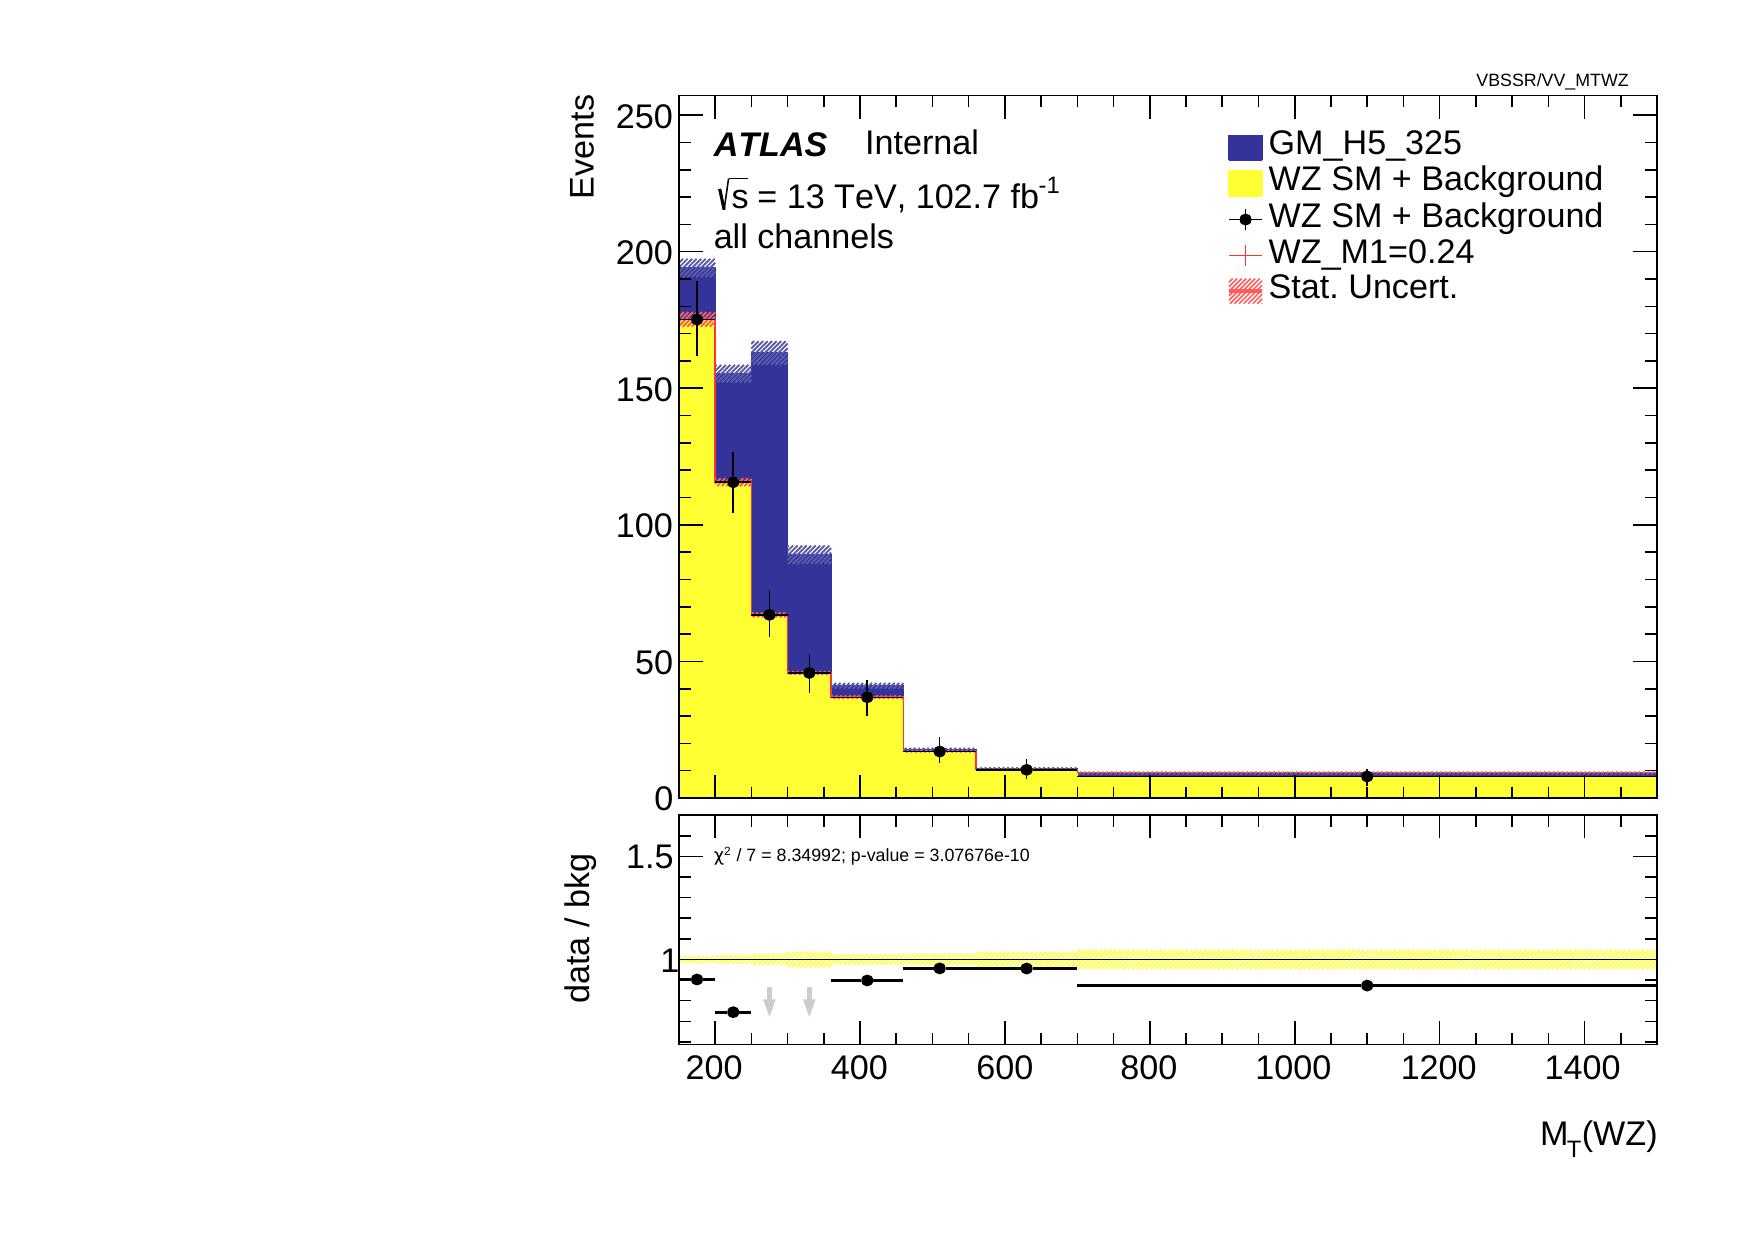 VBSSR/VV_MTWZ
Events
250
200
150
100
50
0
ATLAS Internal
√s = 13 TeV, 102.7 fb-1
all channels
GM_H5_325
WZ SM + Background
WZ SM + Background
WZ_M1=0.24
Stat. Uncert.
data / bkg
1.5
1
χ2 / 7 = 8.34992; p-value = 3.07676e-10
200 400 600 800 1000 1200 1400
MT(WZ)